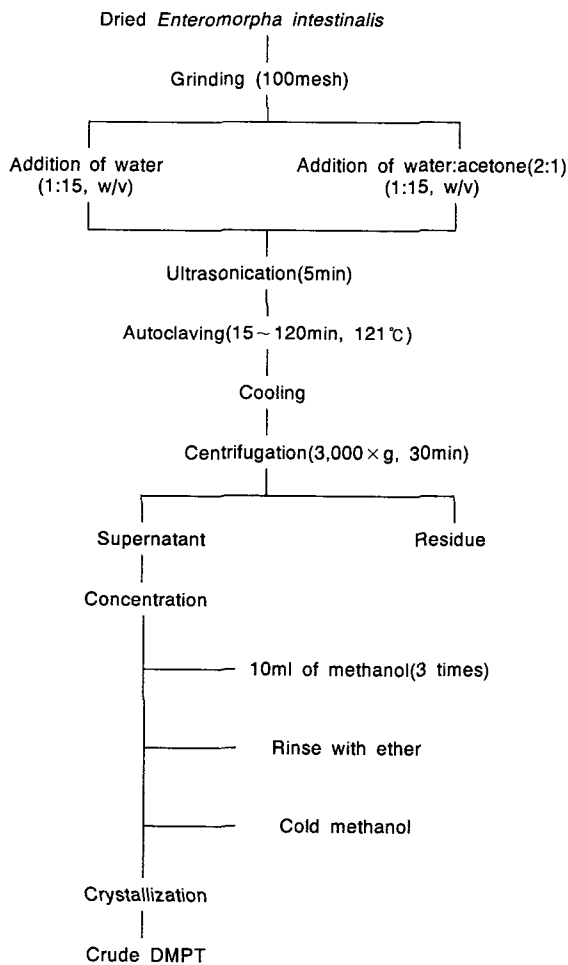 Dried Enteromorpha intestinalis
Grinding (100mesh)
Addition of water
(1:15, w/v)
Addition of water:acetone(2:1)
(1:15, w/v)
Ultrasonication(5min)
Autoclaving(15~120min, 121℃)
Cooling
Centrifugation(3,000×g, 30min)
Supernatant
Residue
Concentration
10ml of methanol(3 times)
Rinse with ether
Cold methanol
Crystallization
Crude DMPT